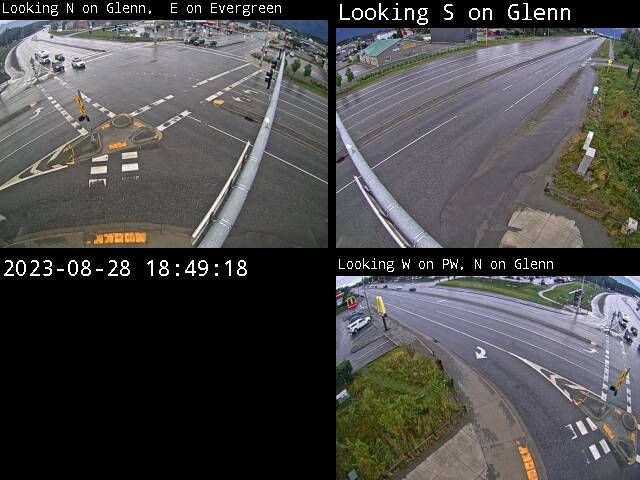 Looking N on Glenn,  E on Evergreen
Looking S on Glenn
2023-08-28 18:49:18
Looking W on PW, N on Glenn